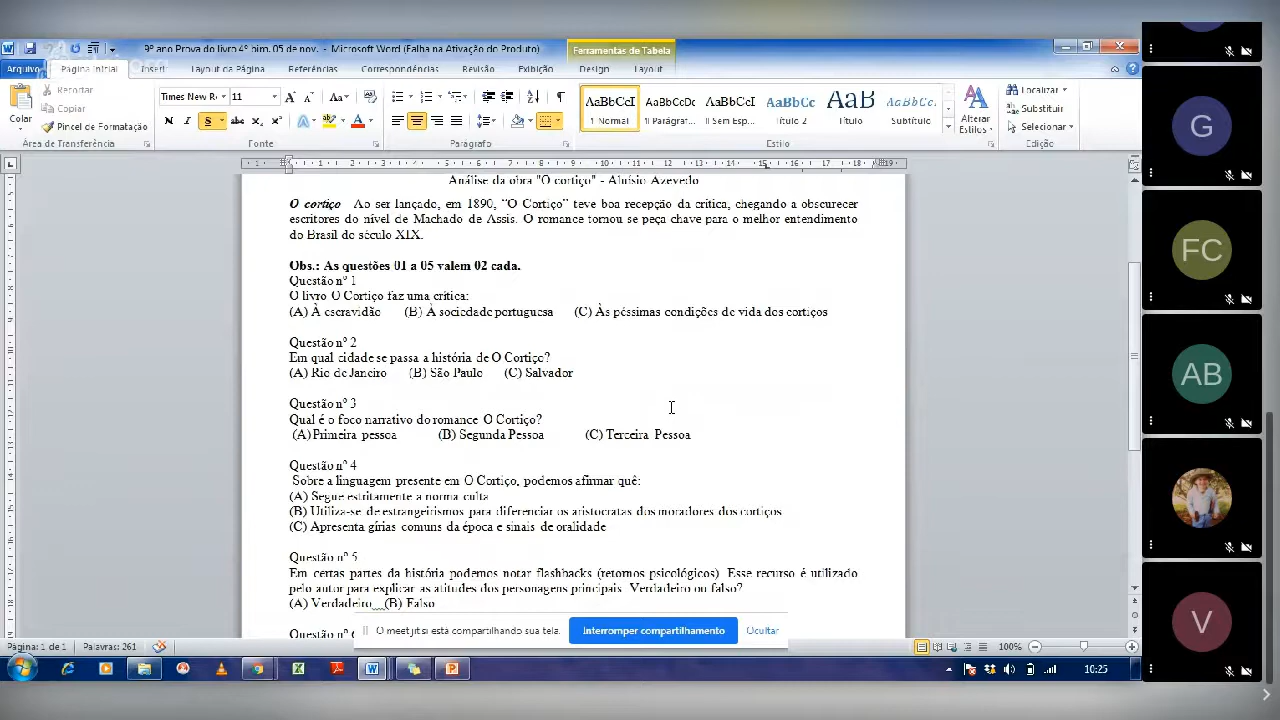 9º ano Prova do livro 4º bim. 05 de nov. - Microsoft Word (Falha na Ativação de Produto)
Ferramentas de Tabela
Arquivo Página Inicial Inserir Layout da Página Referências Correspondências Revisão Exibição Design Layout
Colar
Recortar
Copiar
Pincel de Formatação
Área de Transferência
Times New R 11
N I S abc x₂ x²
Fonte
Parágrafo
AaBbCcI AaBbCcDc AaBbCcI AaBbCc AaB AaBbCc.
¶ Normal ¶ Parágraf... ¶ Sem Esp... Título 2 Título Subtítulo
Alterar Estilos
Estilo
Localizar
Substituir
Selecionar
Edição
Análise da obra "O cortiço" - Aluísio Azevedo
O cortiço Ao ser lançado, em 1890, “O Cortiço” teve boa recepção da crítica, chegando a obscurecer
escritores do nível de Machado de Assis. O romance tornou se peça chave para o melhor entendimento
do Brasil do século XIX.
Obs.: As questões 01 a 05 valem 02 cada.
Questão nº 1
O livro O Cortiço faz uma crítica:
(A) À escravidão (B) À sociedade portuguesa (C) Às péssimas condições de vida dos cortiços
Questão nº 2
Em qual cidade se passa a história de O Cortiço?
(A) Rio de Janeiro (B) São Paulo (C) Salvador
Questão nº 3
Qual é o foco narrativo do romance O Cortiço?
(A) Primeira pessoa (B) Segunda Pessoa (C) Terceira Pessoa
Questão nº 4
Sobre a linguagem presente em O Cortiço, podemos afirmar quê:
(A) Segue estritamente a norma culta
(B) Utiliza-se de estrangeirismos para diferenciar os aristocratas dos moradores dos cortiços
(C) Apresenta gírias comuns da época e sinais de oralidade
Questão nº 5
Em certas partes da história podemos notar flashbacks (retornos psicológicos). Esse recurso é utilizado
pelo autor para explicar as atitudes dos personagens principais. Verdadeiro ou falso?
(A) Verdadeiro (B) Falso
Questão nº 6
O meet.jit.si está compartilhando sua tela.
Interromper compartilhamento
Ocultar
Página: 1 de 1 Palavras: 261
100%
10:25
G
FC
AB
V